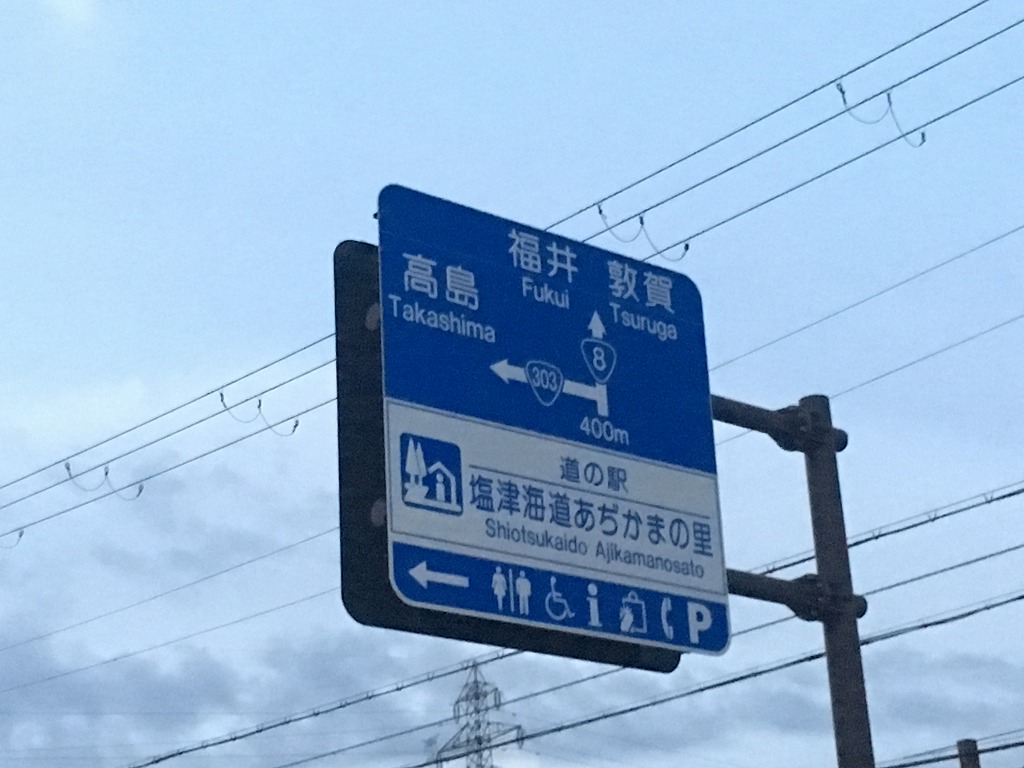 福井 敦賀
Fukui Tsuruga
高島
Takashima
8
303
400m
道の駅
塩津海道あぢかまの里
Shiotsukaido Ajikamanosato
i P